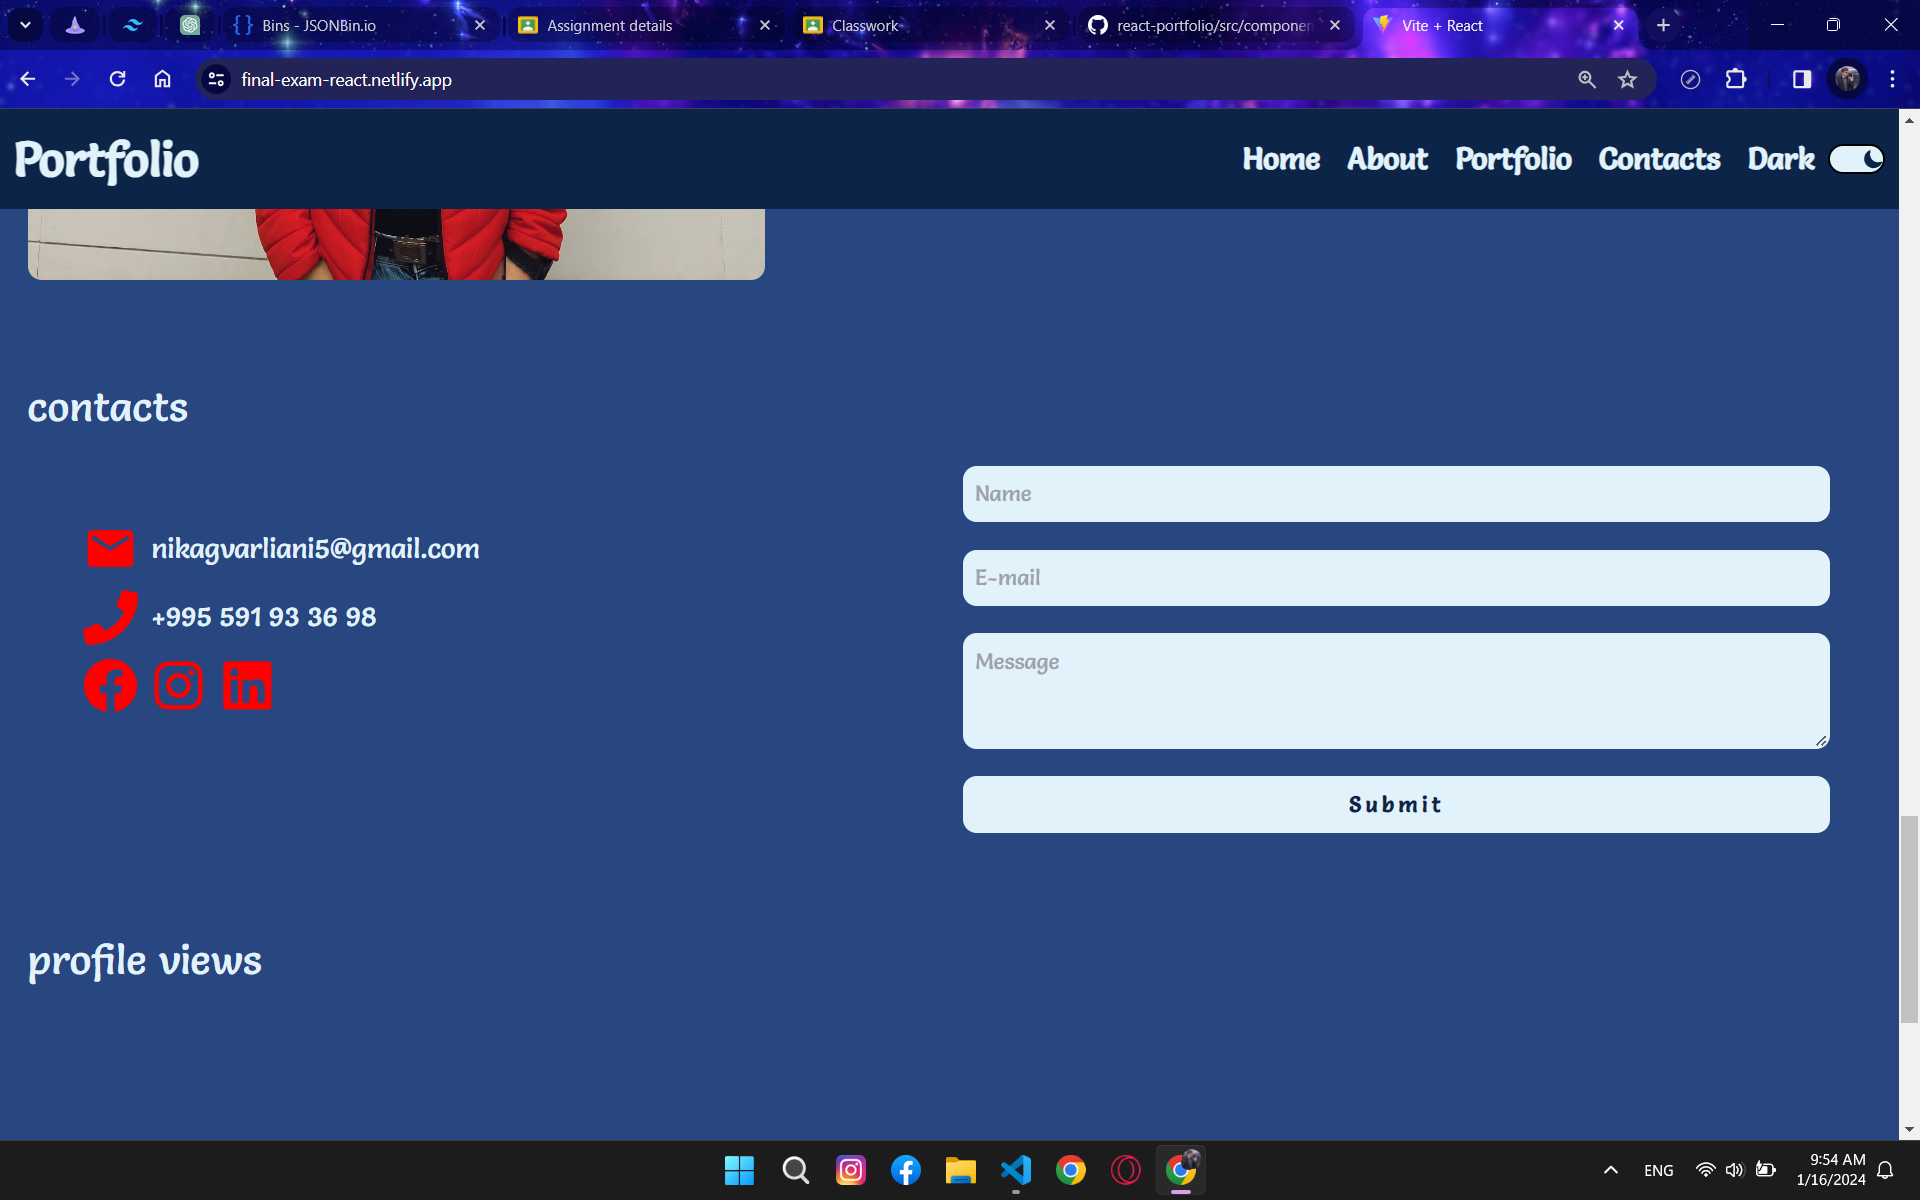 Bins - JSONBin.io
Assignment details
Classwork
react-portfolio/src/componen
Vite + React
final-exam-react.netlify.app
Portfolio
Home About Portfolio Contacts Dark
contacts
Name
nikagvarliani5@gmail.com
E-mail
+995 591 93 36 98
Message
Submit
profile views
ENG
9:54 AM
1/16/2024